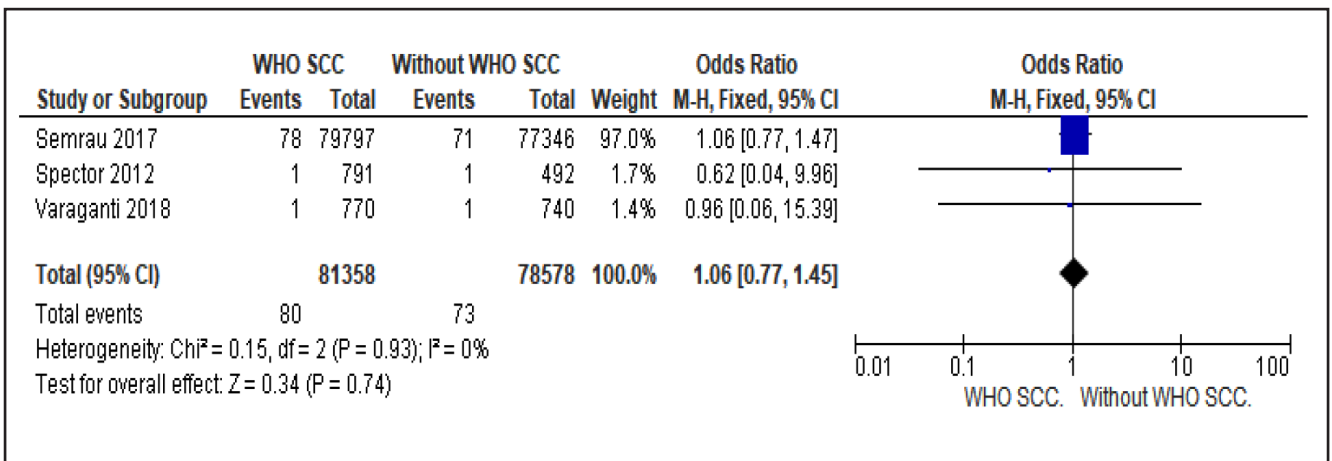 WHO SCC Without WHO SCC Odds Ratio Odds Ratio
Study or Subgroup Events Total Events Total Weight M-H, Fixed, 95% CI M-H, Fixed, 95% CI
Semrau 2017 78 79797 71 77346 97.0% 1.06 [0.77, 1.47]
Spector 2012 1 791 1 492 1.7% 0.62 [0.04, 9.96]
Varaganti 2018 1 770 1 740 1.4% 0.96 [0.06, 15.39]
Total (95% CI) 81358 78578 100.0% 1.06 [0.77, 1.45]
Total events 80 73
Heterogeneity: Chi² = 0.15, df = 2 (P = 0.93); I² = 0%
Test for overall effect: Z = 0.34 (P = 0.74)
0.01 0.1 1 10 100
WHO SCC. Without WHO SCC.